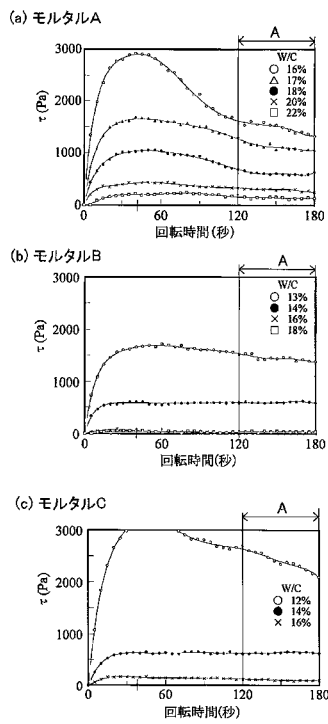 (a) モルタルA
A
W/C
○ 16%
△ 17%
● 18%
× 20%
□ 22%
τ (Pa)
3000
2000
1000
0
0 60 120 180
回転時間(秒)
(b) モルタルB
A
W/C
○ 13%
● 14%
× 16%
□ 18%
τ (Pa)
3000
1500
0
0 60 120 180
回転時間(秒)
(c) モルタルC
A
W/C
○ 12%
● 14%
× 16%
τ (Pa)
3000
2000
1000
0
0 60 120 180
回転時間(秒)